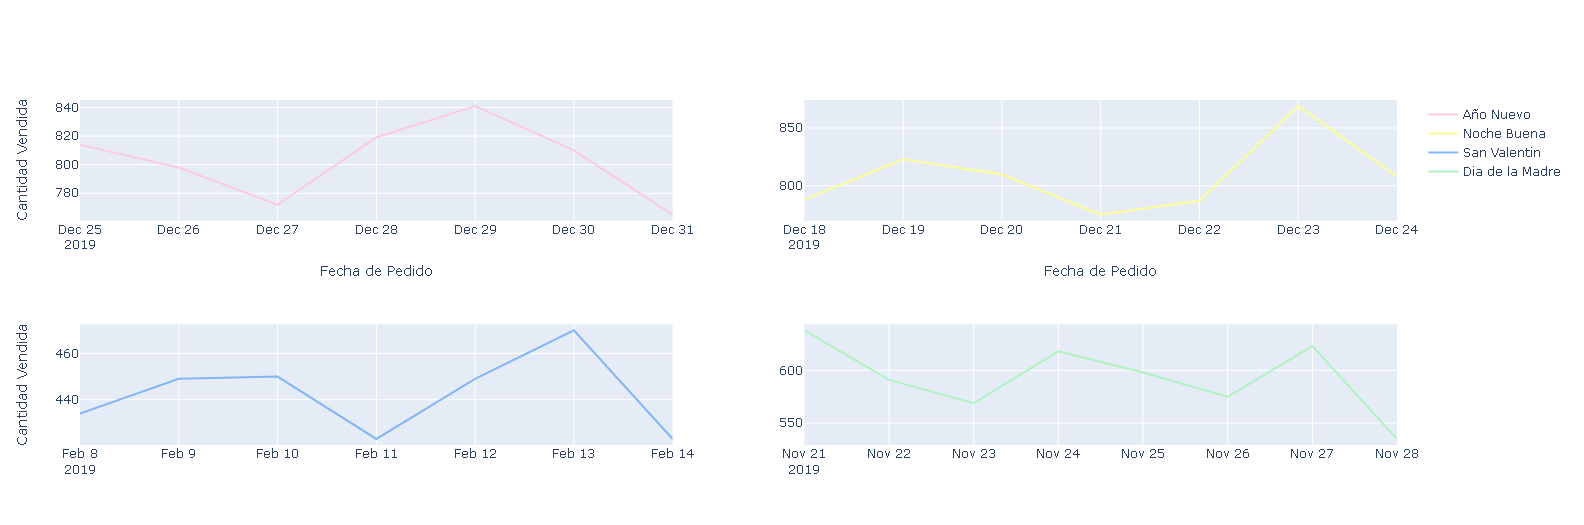 Cantidad Vendida
840
820
800
780
Dec 25
2019
Dec 26
Dec 27
Dec 28
Dec 29
Dec 30
Dec 31
Fecha de Pedido
850
800
Dec 18
2019
Dec 19
Dec 20
Dec 21
Dec 22
Dec 23
Dec 24
Fecha de Pedido
Año Nuevo
Noche Buena
San Valentin
Dia de la Madre
Cantidad Vendida
460
440
Feb 8
2019
Feb 9
Feb 10
Feb 11
Feb 12
Feb 13
Feb 14
600
550
Nov 21
2019
Nov 22
Nov 23
Nov 24
Nov 25
Nov 26
Nov 27
Nov 28